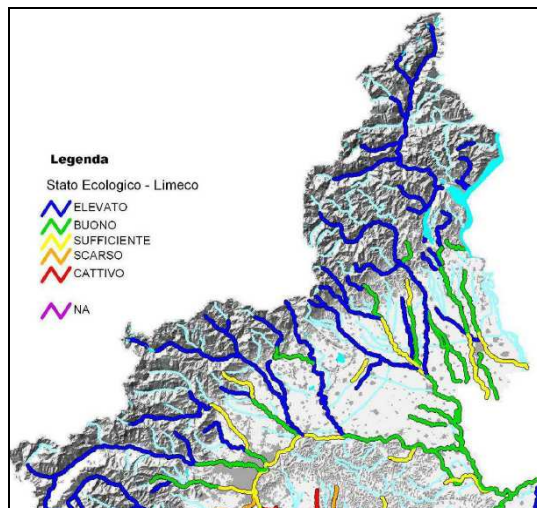 Legenda
Stato Ecologico - Limeco
ELEVATO
BUONO
SUFFICIENTE
SCARSO
CATTIVO
NA